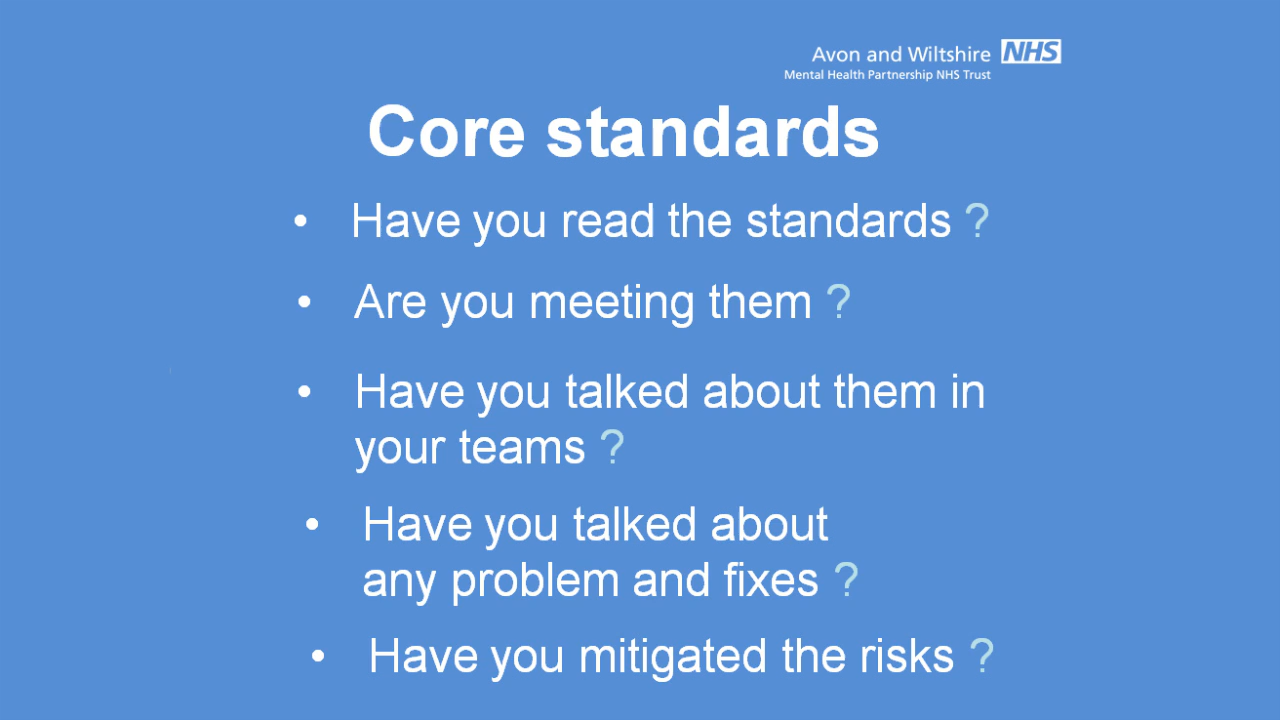 Avon and Wiltshire NHS
Mental Health Partnership NHS Trust
Core standards
• Have you read the standards ?
• Are you meeting them ?
• Have you talked about them in
your teams ?
• Have you talked about
any problem and fixes ?
• Have you mitigated the risks ?